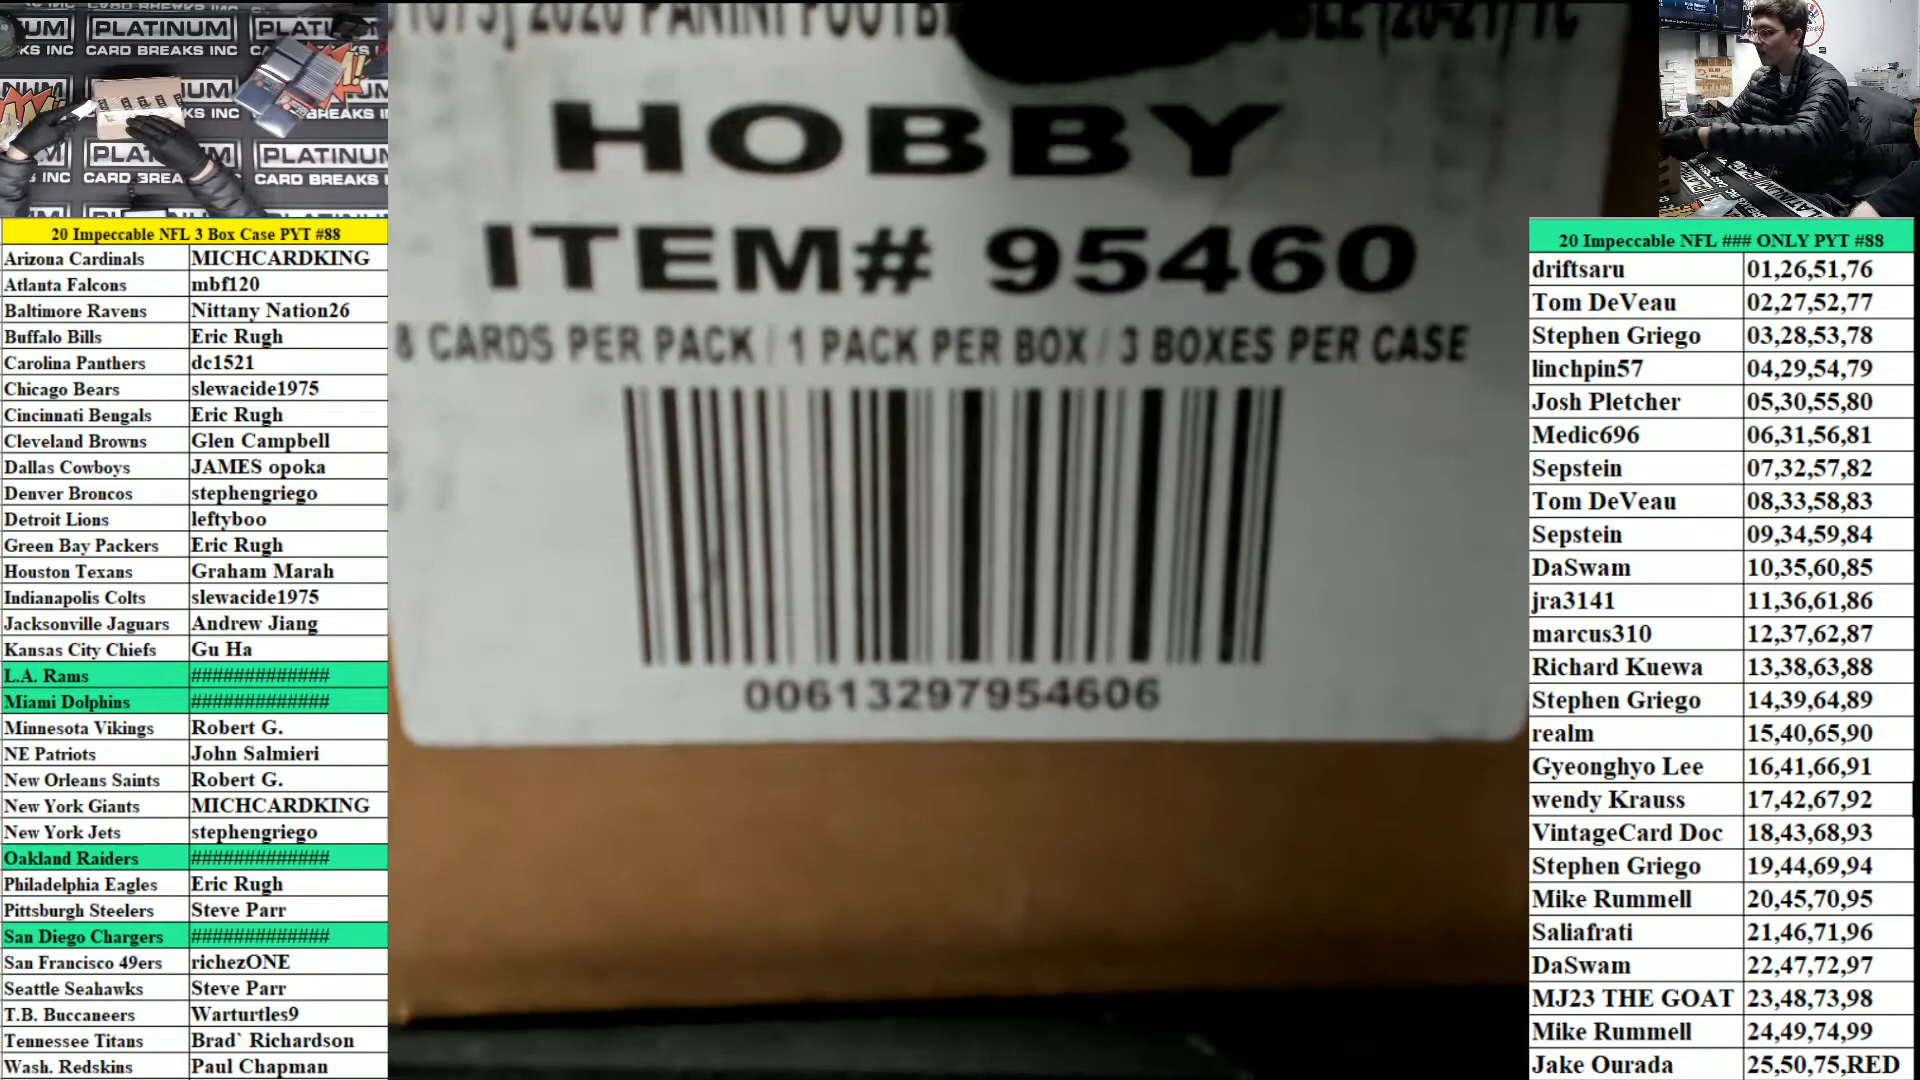 PLATINUM
CARD BREAKS INC
20 Impeccable NFL 3 Box Case PYT #88
Arizona Cardinals MICHCARDKING
Atlanta Falcons mbf120
Baltimore Ravens Nittany Nation26
Buffalo Bills Eric Rugh
Carolina Panthers dc1521
Chicago Bears slewacide1975
Cincinnati Bengals Eric Rugh
Cleveland Browns Glen Campbell
Dallas Cowboys JAMES opoka
Denver Broncos stephengriego
Detroit Lions leftyboo
Green Bay Packers Eric Rugh
Houston Texans Graham Marah
Indianapolis Colts slewacide1975
Jacksonville Jaguars Andrew Jiang
Kansas City Chiefs Gu Ha
L.A. Rams #############
Miami Dolphins #############
Minnesota Vikings Robert G.
NE Patriots John Salmieri
New Orleans Saints Robert G.
New York Giants MICHCARDKING
New York Jets stephengriego
Oakland Raiders #############
Philadelphia Eagles Eric Rugh
Pittsburgh Steelers Steve Parr
San Diego Chargers #############
San Francisco 49ers richezONE
Seattle Seahawks Steve Parr
T.B. Buccaneers Warturtles9
Tennessee Titans Brad` Richardson
Wash. Redskins Paul Chapman
2020 PANINI (20-21) TC
HOBBY
ITEM# 95460
8 CARDS PER PACK / 1 PACK PER BOX / 3 BOXES PER CASE
00613297954606
20 Impeccable NFL ### ONLY PYT #88
driftsaru 01,26,51,76
Tom DeVeau 02,27,52,77
Stephen Griego 03,28,53,78
linchpin57 04,29,54,79
Josh Pletcher 05,30,55,80
Medic696 06,31,56,81
Sepstein 07,32,57,82
Tom DeVeau 08,33,58,83
Sepstein 09,34,59,84
DaSwam 10,35,60,85
jra3141 11,36,61,86
marcus310 12,37,62,87
Richard Kuewa 13,38,63,88
Stephen Griego 14,39,64,89
realm 15,40,65,90
Gyeonghyo Lee 16,41,66,91
wendy Krauss 17,42,67,92
VintageCard Doc 18,43,68,93
Stephen Griego 19,44,69,94
Mike Rummell 20,45,70,95
Saliafrati 21,46,71,96
DaSwam 22,47,72,97
MJ23 THE GOAT 23,48,73,98
Mike Rummell 24,49,74,99
Jake Ourada 25,50,75,RED